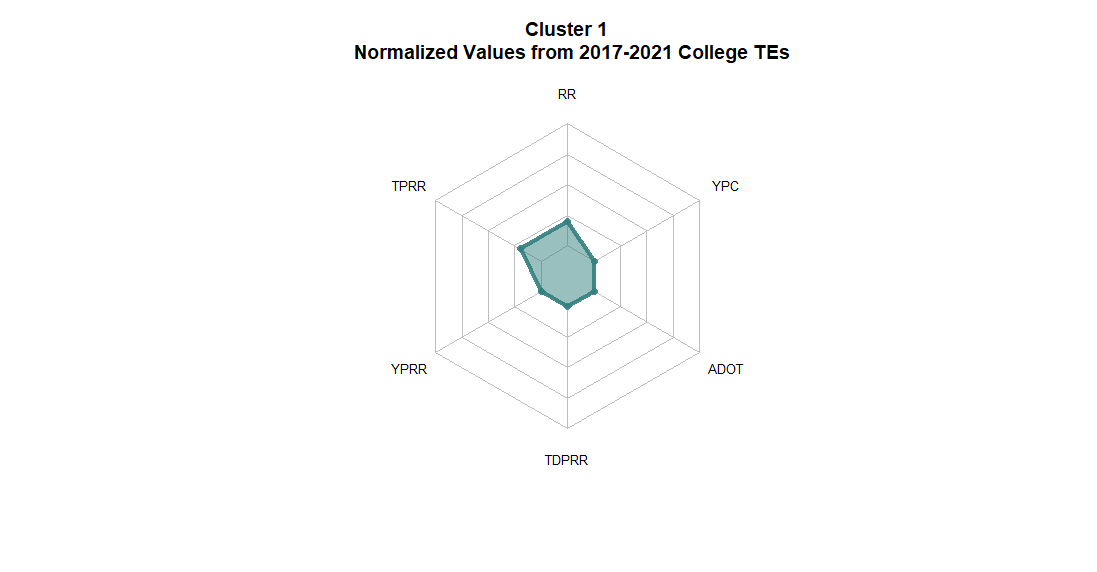 Cluster 1
Normalized Values from 2017-2021 College TEs
RR
TPRR
YPC
YPRR
ADOT
TDPRR